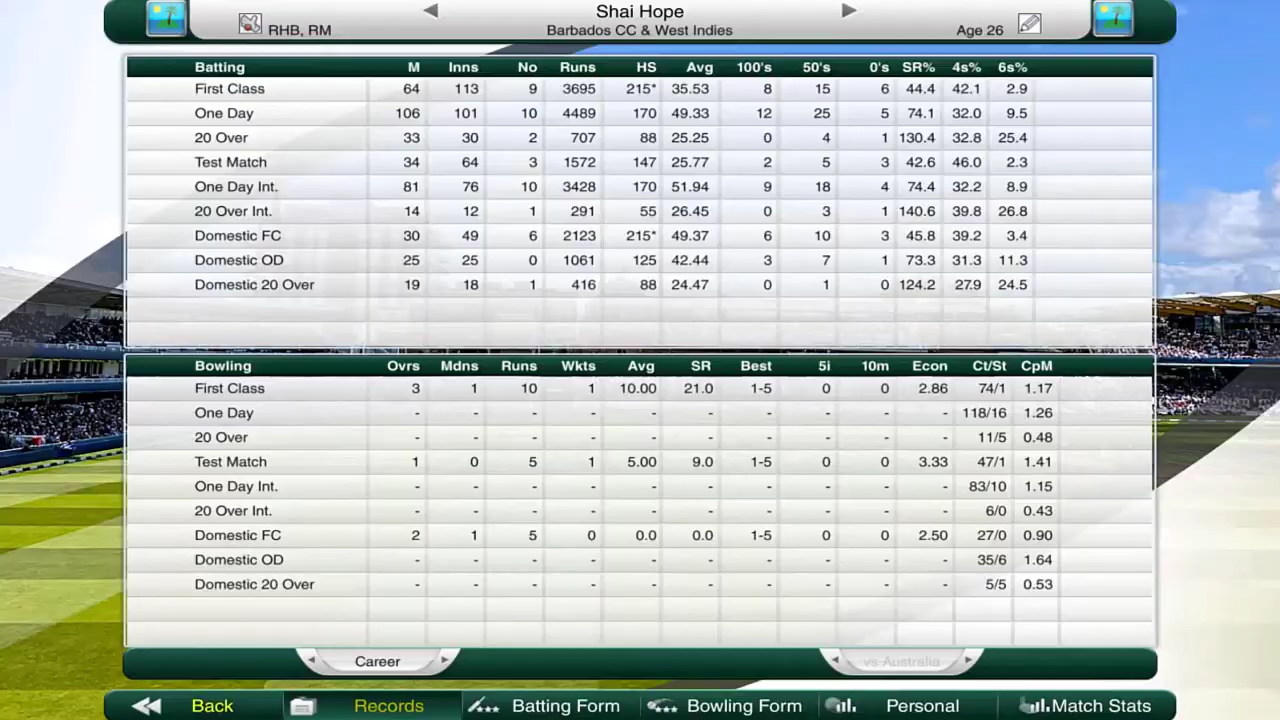 Shai Hope
RHB, RM Barbados CC & West Indies Age 26
Batting M Inns No Runs HS Avg 100's 50's 0's SR% 4s% 6s%
First Class 64 113 9 3695 215* 35.53 8 15 6 44.4 42.1 2.9
One Day 106 101 10 4489 170 49.33 12 25 5 74.1 32.0 9.5
20 Over 33 30 2 707 88 25.25 0 4 1 130.4 32.8 25.4
Test Match 34 64 3 1572 147 25.77 2 5 3 42.6 46.0 2.3
One Day Int. 81 76 10 3428 170 51.94 9 18 4 74.4 32.2 8.9
20 Over Int. 14 12 1 291 55 26.45 0 3 1 140.6 39.8 26.8
Domestic FC 30 49 6 2123 215* 49.37 6 10 3 45.8 39.2 3.4
Domestic OD 25 25 0 1061 125 42.44 3 7 1 73.3 31.3 11.3
Domestic 20 Over 19 18 1 416 88 24.47 0 1 0 124.2 27.9 24.5
Bowling Ovrs Mdns Runs Wkts Avg SR Best 5i 10m Econ Ct/St CpM
First Class 3 1 10 1 10.00 21.0 1-5 0 0 2.86 74/1 1.17
One Day - - - - - - - - - - 118/16 1.26
20 Over - - - - - - - - - - 11/5 0.48
Test Match 1 0 5 1 5.00 9.0 1-5 0 0 3.33 47/1 1.41
One Day Int. - - - - - - - - - - 83/10 1.15
20 Over Int. - - - - - - - - - - 6/0 0.43
Domestic FC 2 1 5 0 0.0 0.0 1-5 0 0 2.50 27/0 0.90
Domestic OD - - - - - - - - - - 35/6 1.64
Domestic 20 Over - - - - - - - - - - 5/5 0.53
Career vs Australia
Back Records Batting Form Bowling Form Personal Match Stats